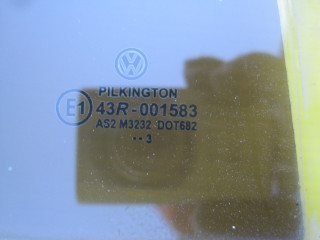 PILKINGTON
E1 43R-001583
AS2 M3232 DOT682
•• 3